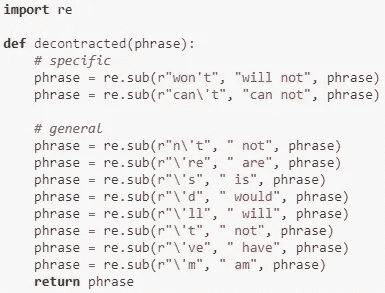 import re
def decontracted(phrase):
# specific
phrase = re.sub(r"won't", "will not", phrase)
phrase = re.sub(r"can\'t", "can not", phrase)
# general
phrase = re.sub(r"n\'t", " not", phrase)
phrase = re.sub(r"\'re", " are", phrase)
phrase = re.sub(r"\'s", " is", phrase)
phrase = re.sub(r"\'d", " would", phrase)
phrase = re.sub(r"\'ll", " will", phrase)
phrase = re.sub(r"\'t", " not", phrase)
phrase = re.sub(r"\'ve", " have", phrase)
phrase = re.sub(r"\'m", " am", phrase)
return phrase